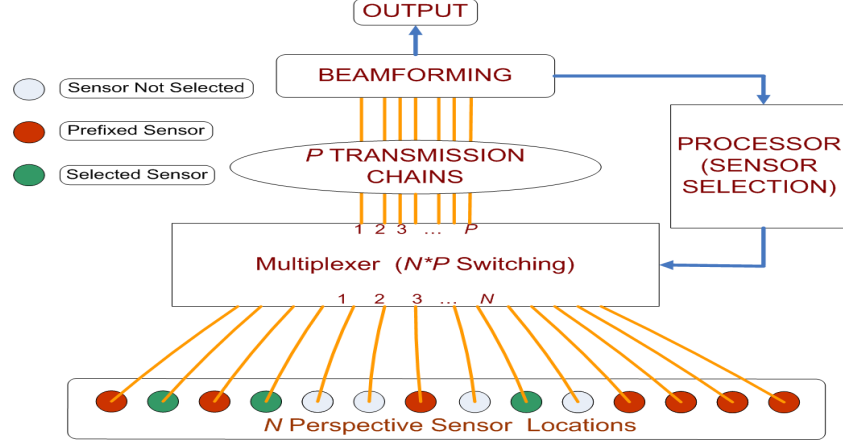 OUTPUT
BEAMFORMING
Sensor Not Selected
Prefixed Sensor
Selected Sensor
P TRANSMISSION
CHAINS
PROCESSOR
(SENSOR
SELECTION)
1 2 3 ... P
Multiplexer (N*P Switching)
1 2 3 ... N
N Perspective Sensor Locations